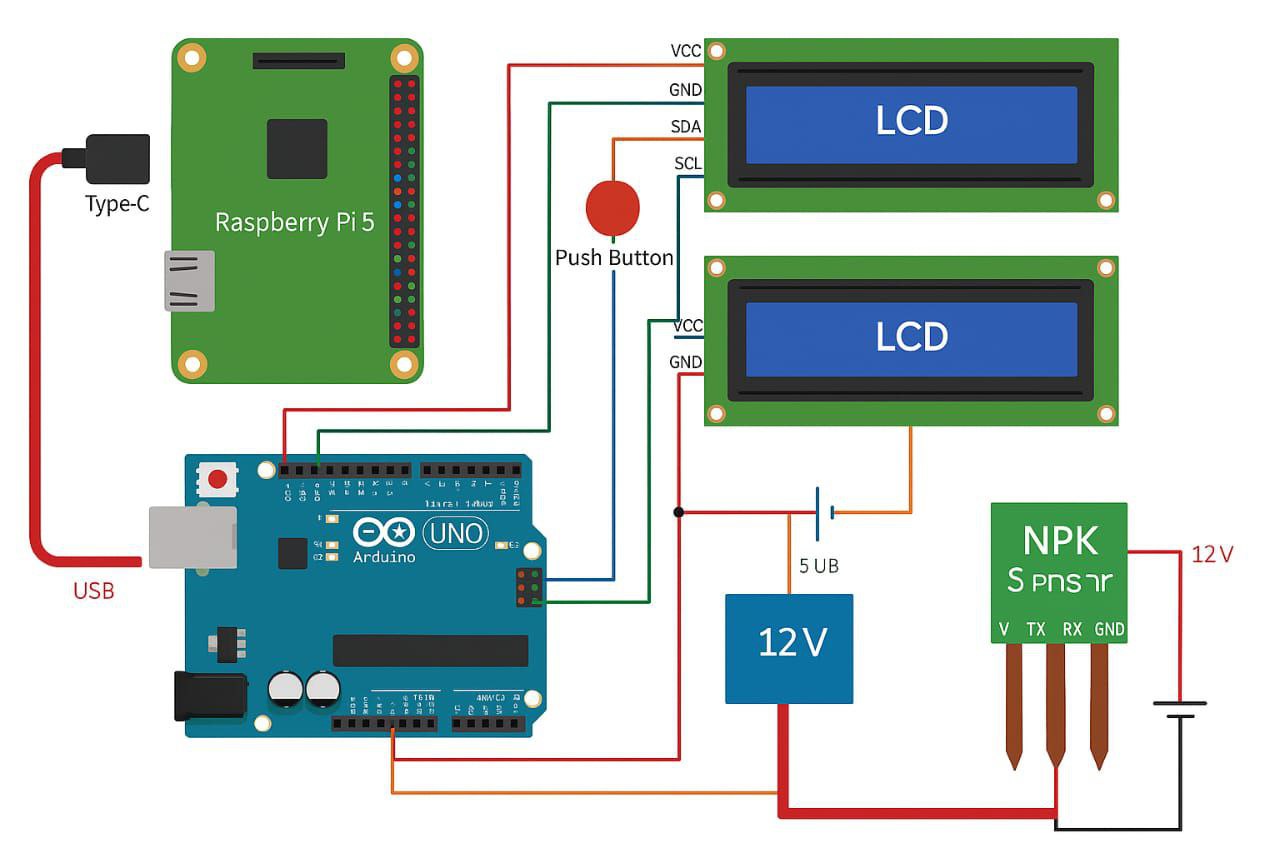 VCC
GND
SDA
SCL
LCD
Type-C
Raspberry Pi 5
Push Button
VCC
GND
LCD
UNO
Arduino
USB
5 UB
12 V
NPK
12 V
V TX RX GND